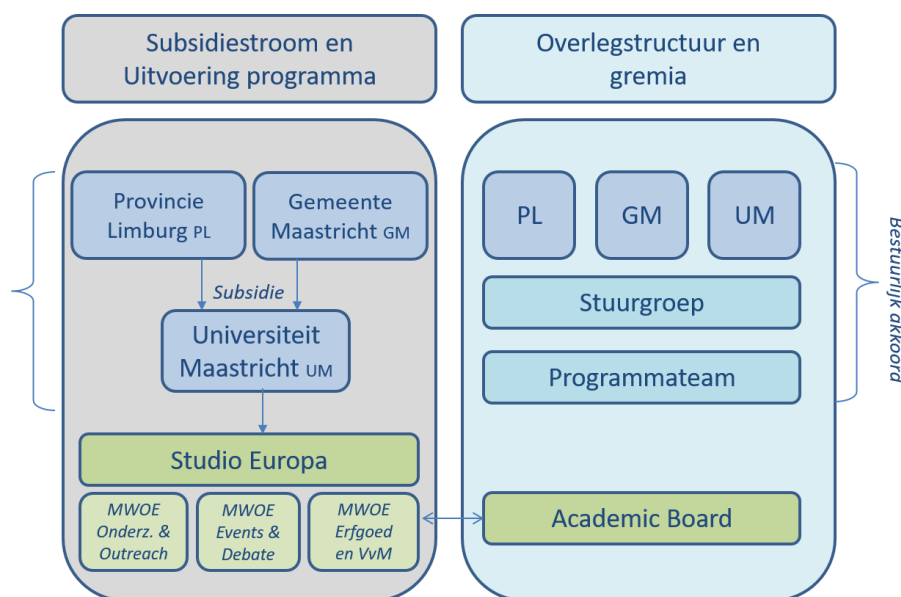 Subsidiestroom en
Uitvoering programma
Overlegstructuur en
gremia
Provincie
Limburg PL
Gemeente
Maastricht GM
Subsidie
Universiteit
Maastricht UM
Studio Europa
MWOE
Onderz. &
Outreach
MWOE
Events &
Debate
MWOE
Erfgoed
en VvM
PL
GM
UM
Stuurgroep
Programmateam
Academic Board
Bestuurlijk akkoord